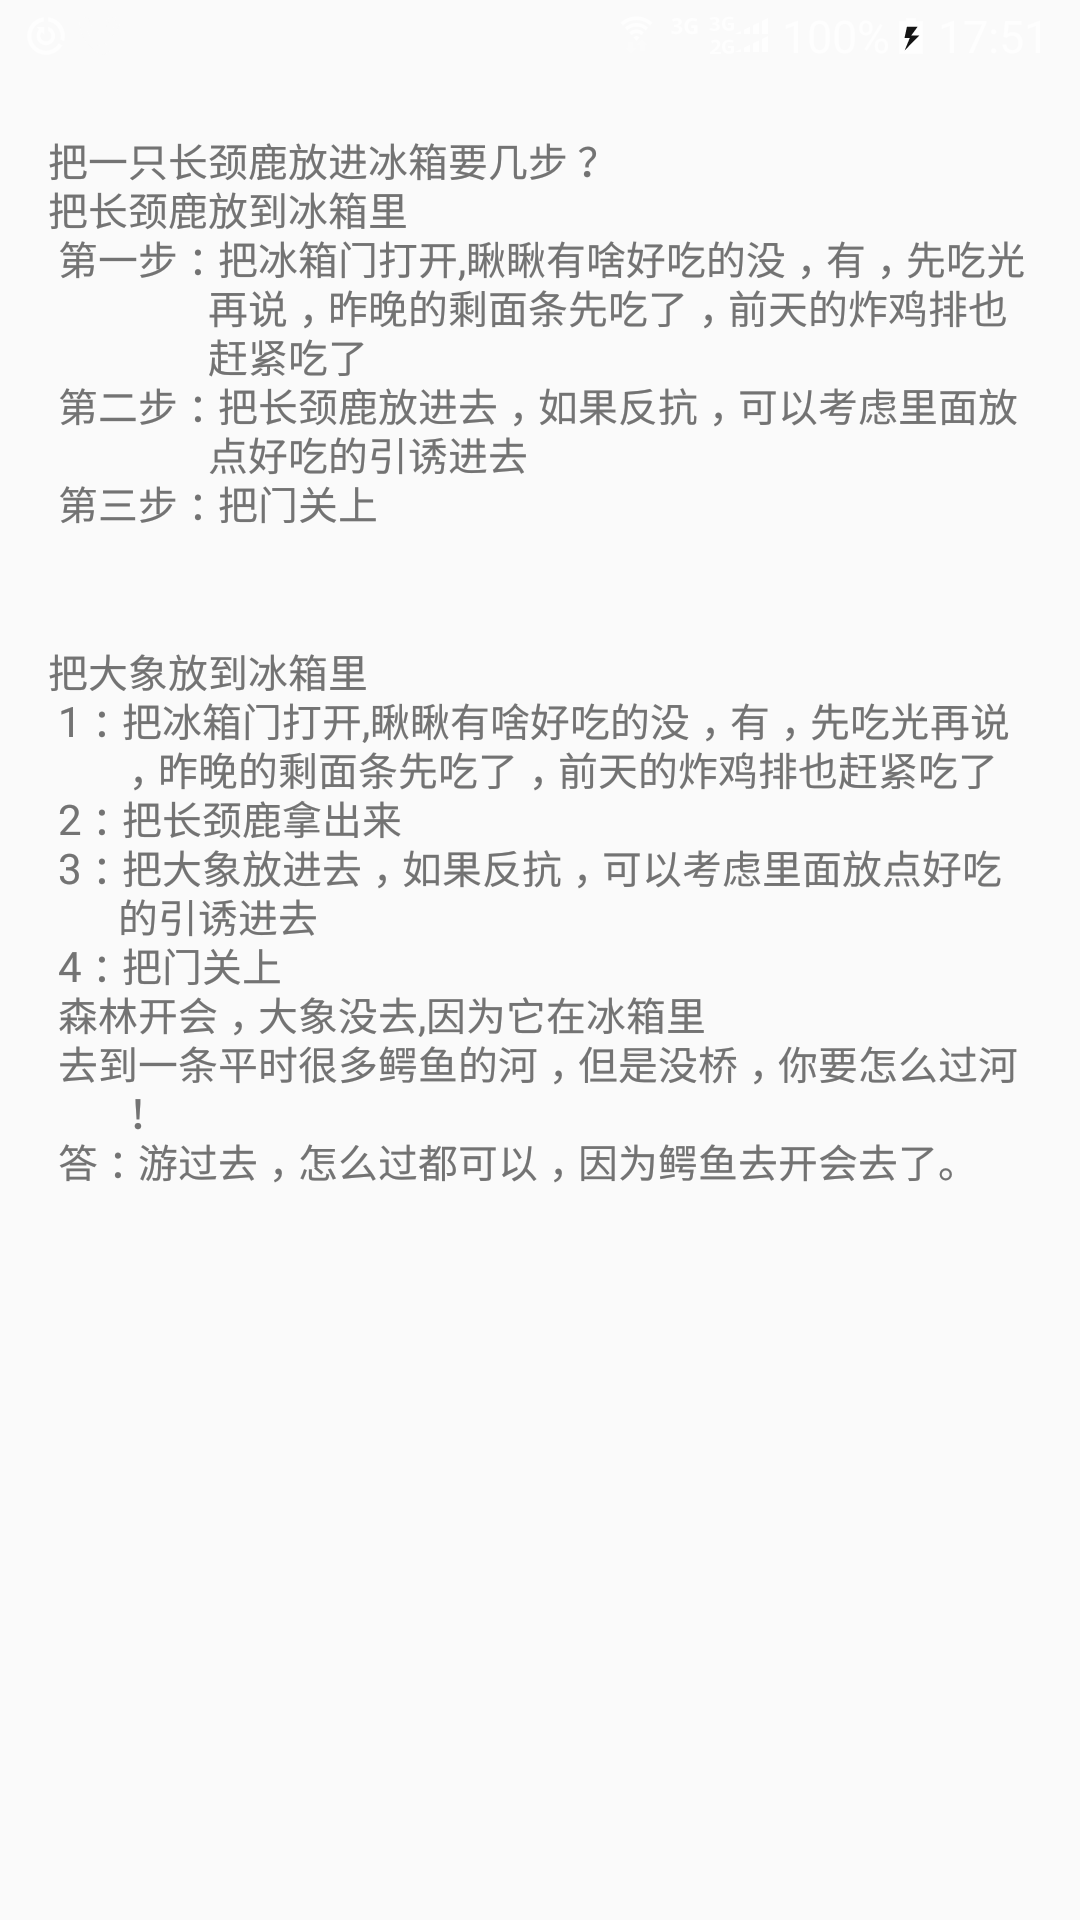 3G 3G 2G 100% 17:51
把一只长颈鹿放进冰箱要几步？
把长颈鹿放到冰箱里
第一步：把冰箱门打开,瞅瞅有啥好吃的没，有，先吃光
再说，昨晚的剩面条先吃了，前天的炸鸡排也
赶紧吃了
第二步：把长颈鹿放进去，如果反抗，可以考虑里面放
点好吃的引诱进去
第三步：把门关上
把大象放到冰箱里
1：把冰箱门打开,瞅瞅有啥好吃的没，有，先吃光再说
，昨晚的剩面条先吃了，前天的炸鸡排也赶紧吃了
2：把长颈鹿拿出来
3：把大象放进去，如果反抗，可以考虑里面放点好吃
的引诱进去
4：把门关上
森林开会，大象没去,因为它在冰箱里
去到一条平时很多鳄鱼的河，但是没桥，你要怎么过河
！
答：游过去，怎么过都可以，因为鳄鱼去开会去了。